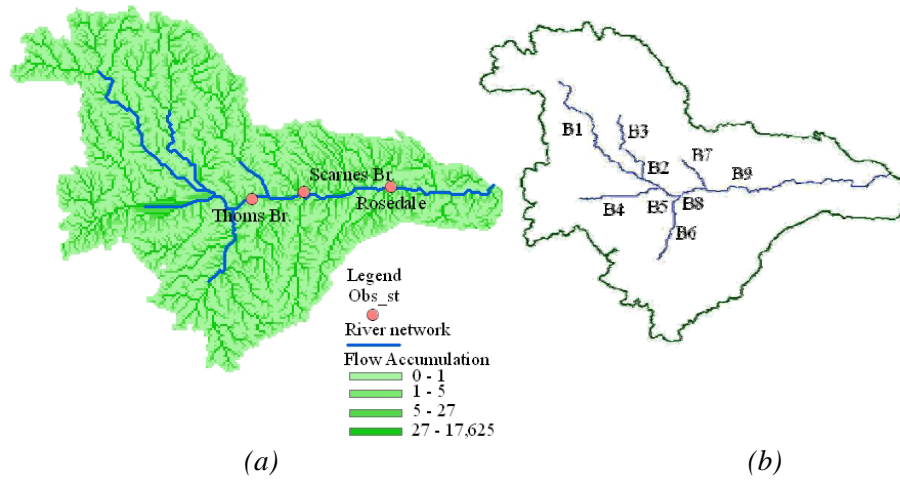 Scarnes Br.
Rosedale
Thoms Br.
Legend
Obs_st
River network
Flow Accumulation
0 - 1
1 - 5
5 - 27
27 - 17,625
(a)
B1
B3
B2
B7
B9
B4
B5
B8
B6
(b)